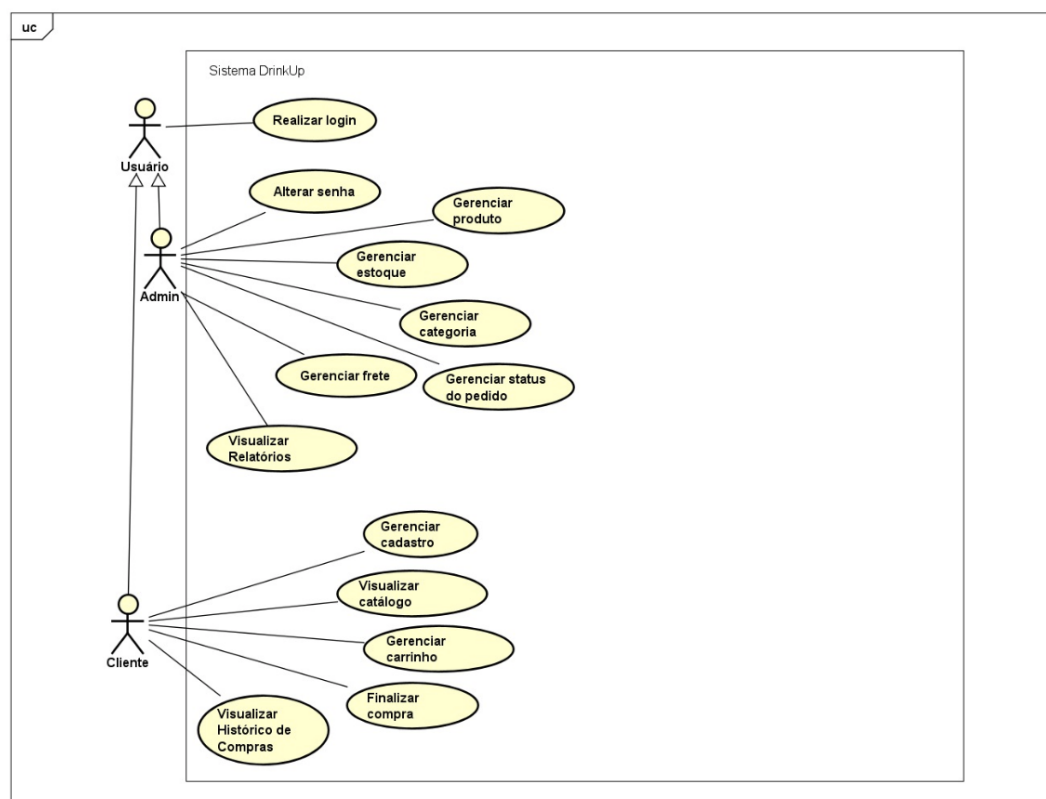 uc
Sistema DrinkUp
Realizar login
Usuário
Alterar senha
Gerenciar
produto
Gerenciar
estoque
Admin
Gerenciar
categoria
Gerenciar frete
Gerenciar status
do pedido
Visualizar
Relatórios
Gerenciar
cadastro
Visualizar
catálogo
Gerenciar
carrinho
Cliente
Finalizar
compra
Visualizar
Histórico de
Compras